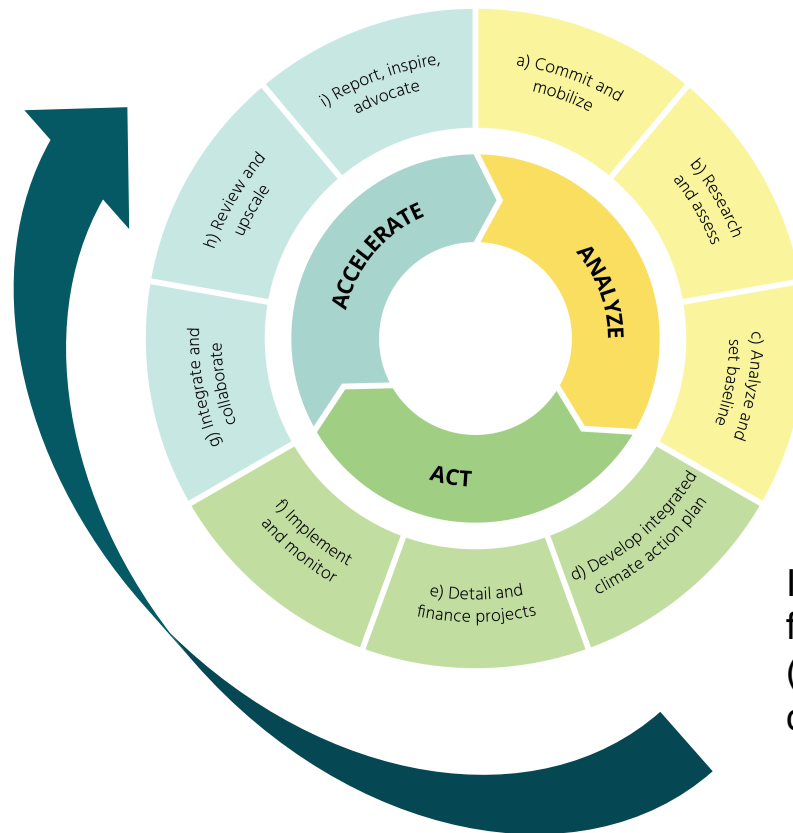 a) Commit and
mobilize
b) Research
and assess
c) Analyze and
set baseline
d) Develop integrated
climate action plan
e) Detail and
finance projects
f) Implement
and monitor
g) Integrate and
collaborate
h) Review and
upscale
i) Report, inspire,
advocate
ANALYZE
ACT
ACCELERATE